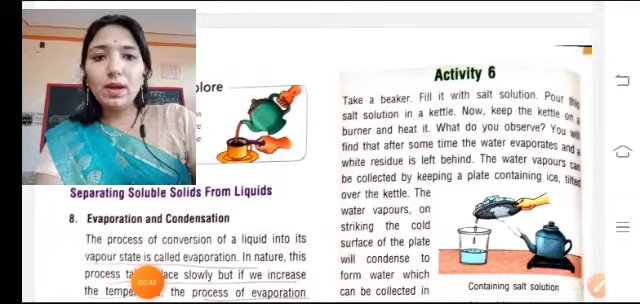 plore
Separating Soluble Solids From Liquids
8. Evaporation and Condensation
The process of conversion of a liquid into its
vapour state is called evaporation. In nature, this
process lace slowly but if we increase
the the process of evaporation
00:42
Activity 6
Take a beaker. Fill it with salt solution. Pour this
salt solution in a kettle. Now, keep the kettle on a
burner and heat it. What do you observe? You will
find that after some time the water evaporates and a
white residue is left behind. The water vapours can
be collected by keeping a plate containing ice, tilted
over the kettle. The
water vapours, on
striking the cold
surface of the plate
will condense to
form water which
can be collected in
Containing salt solution